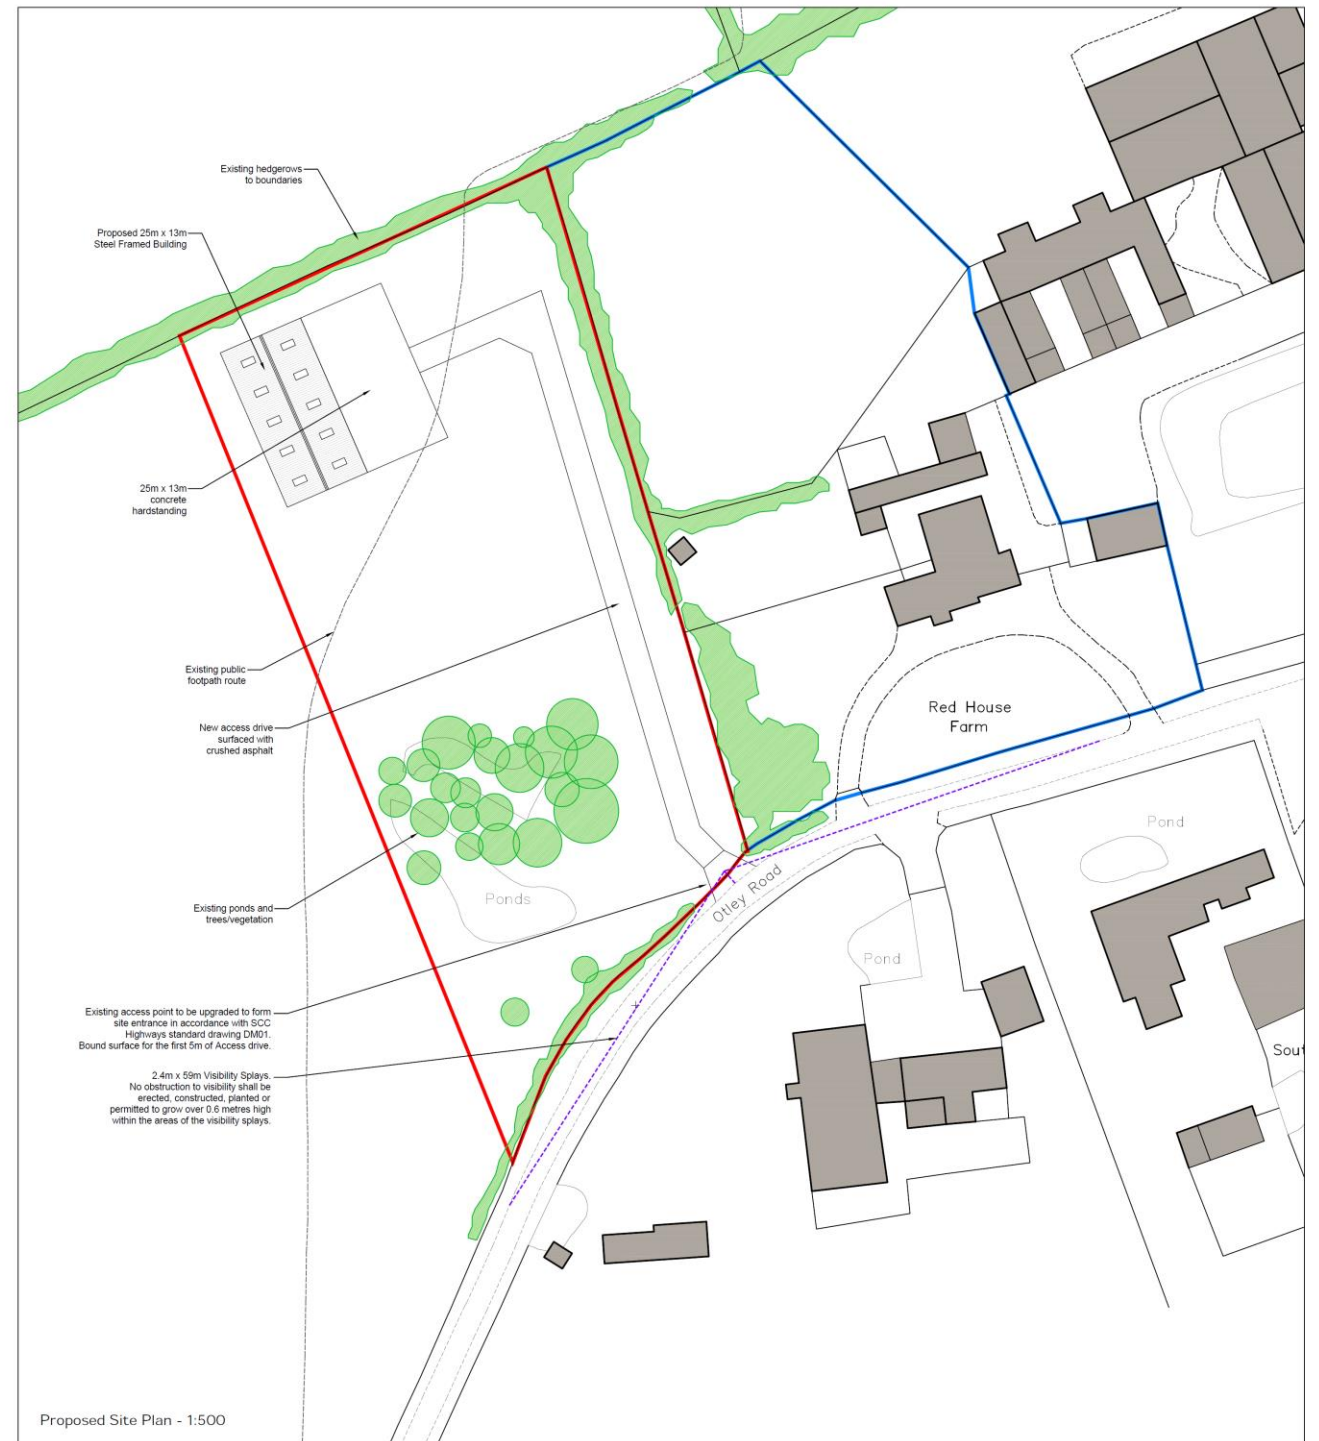 Existing hedgerows
to boundaries
Proposed 25m x 13m
Steel Framed Building
25m x 13m
concrete
hardstanding
Existing public
footpath route
New access drive
surfaced with
crushed asphalt
Red House
Farm
Pond
Otley Road
Ponds
Existing ponds and
trees/vegetation
Pond
Existing access point to be upgraded to form
site entrance in accordance with SCC
Highways standard drawing DM01.
Bound surface for the first 5m of Access drive.
Sout
2.4m x 59m Visibility Splays.
No obstruction to visibility shall be
erected, constructed, planted or
permitted to grow over 0.6 metres high
within the areas of the visibility splays.
Proposed Site Plan - 1:500